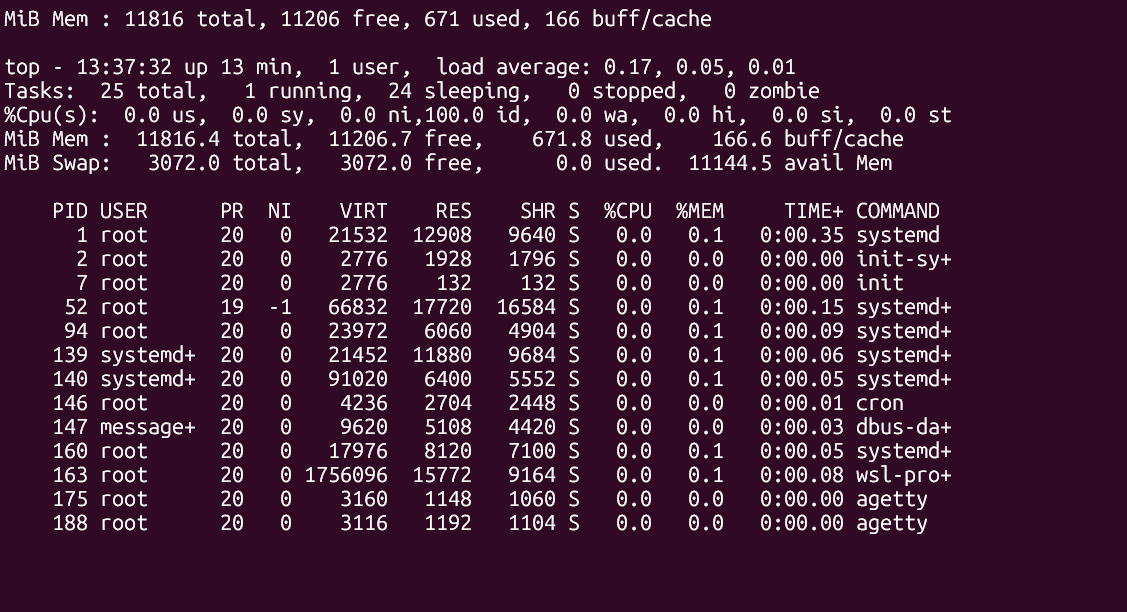 MiB Mem : 11816 total, 11206 free, 671 used, 166 buff/cache

top - 13:37:32 up 13 min,  1 user,  load average: 0.17, 0.05, 0.01
Tasks:  25 total,   1 running,  24 sleeping,   0 stopped,   0 zombie
%Cpu(s):  0.0 us,  0.0 sy,  0.0 ni,100.0 id,  0.0 wa,  0.0 hi,  0.0 si,  0.0 st
MiB Mem :  11816.4 total,  11206.7 free,    671.8 used,    166.6 buff/cache
MiB Swap:   3072.0 total,   3072.0 free,      0.0 used.  11144.5 avail Mem

    PID USER      PR  NI    VIRT    RES    SHR S  %CPU  %MEM     TIME+ COMMAND
      1 root      20   0   21532  12908   9640 S   0.0   0.1   0:00.35 systemd
      2 root      20   0    2776   1928   1796 S   0.0   0.0   0:00.00 init-sy+
      7 root      20   0    2776    132    132 S   0.0   0.0   0:00.00 init
     52 root      19  -1   66832  17720  16584 S   0.0   0.1   0:00.15 systemd+
     94 root      20   0   23972   6060   4904 S   0.0   0.1   0:00.09 systemd+
    139 systemd+  20   0   21452  11880   9684 S   0.0   0.1   0:00.06 systemd+
    140 systemd+  20   0   91020   6400   5552 S   0.0   0.1   0:00.05 systemd+
    146 root      20   0    4236   2704   2448 S   0.0   0.0   0:00.01 cron
    147 message+  20   0    9620   5108   4420 S   0.0   0.0   0:00.03 dbus-da+
    160 root      20   0   17976   8120   7100 S   0.0   0.1   0:00.05 systemd+
    163 root      20   0 1756096  15772   9164 S   0.0   0.1   0:00.08 wsl-pro+
    175 root      20   0    3160   1148   1060 S   0.0   0.0   0:00.00 agetty
    188 root      20   0    3116   1192   1104 S   0.0   0.0   0:00.00 agetty